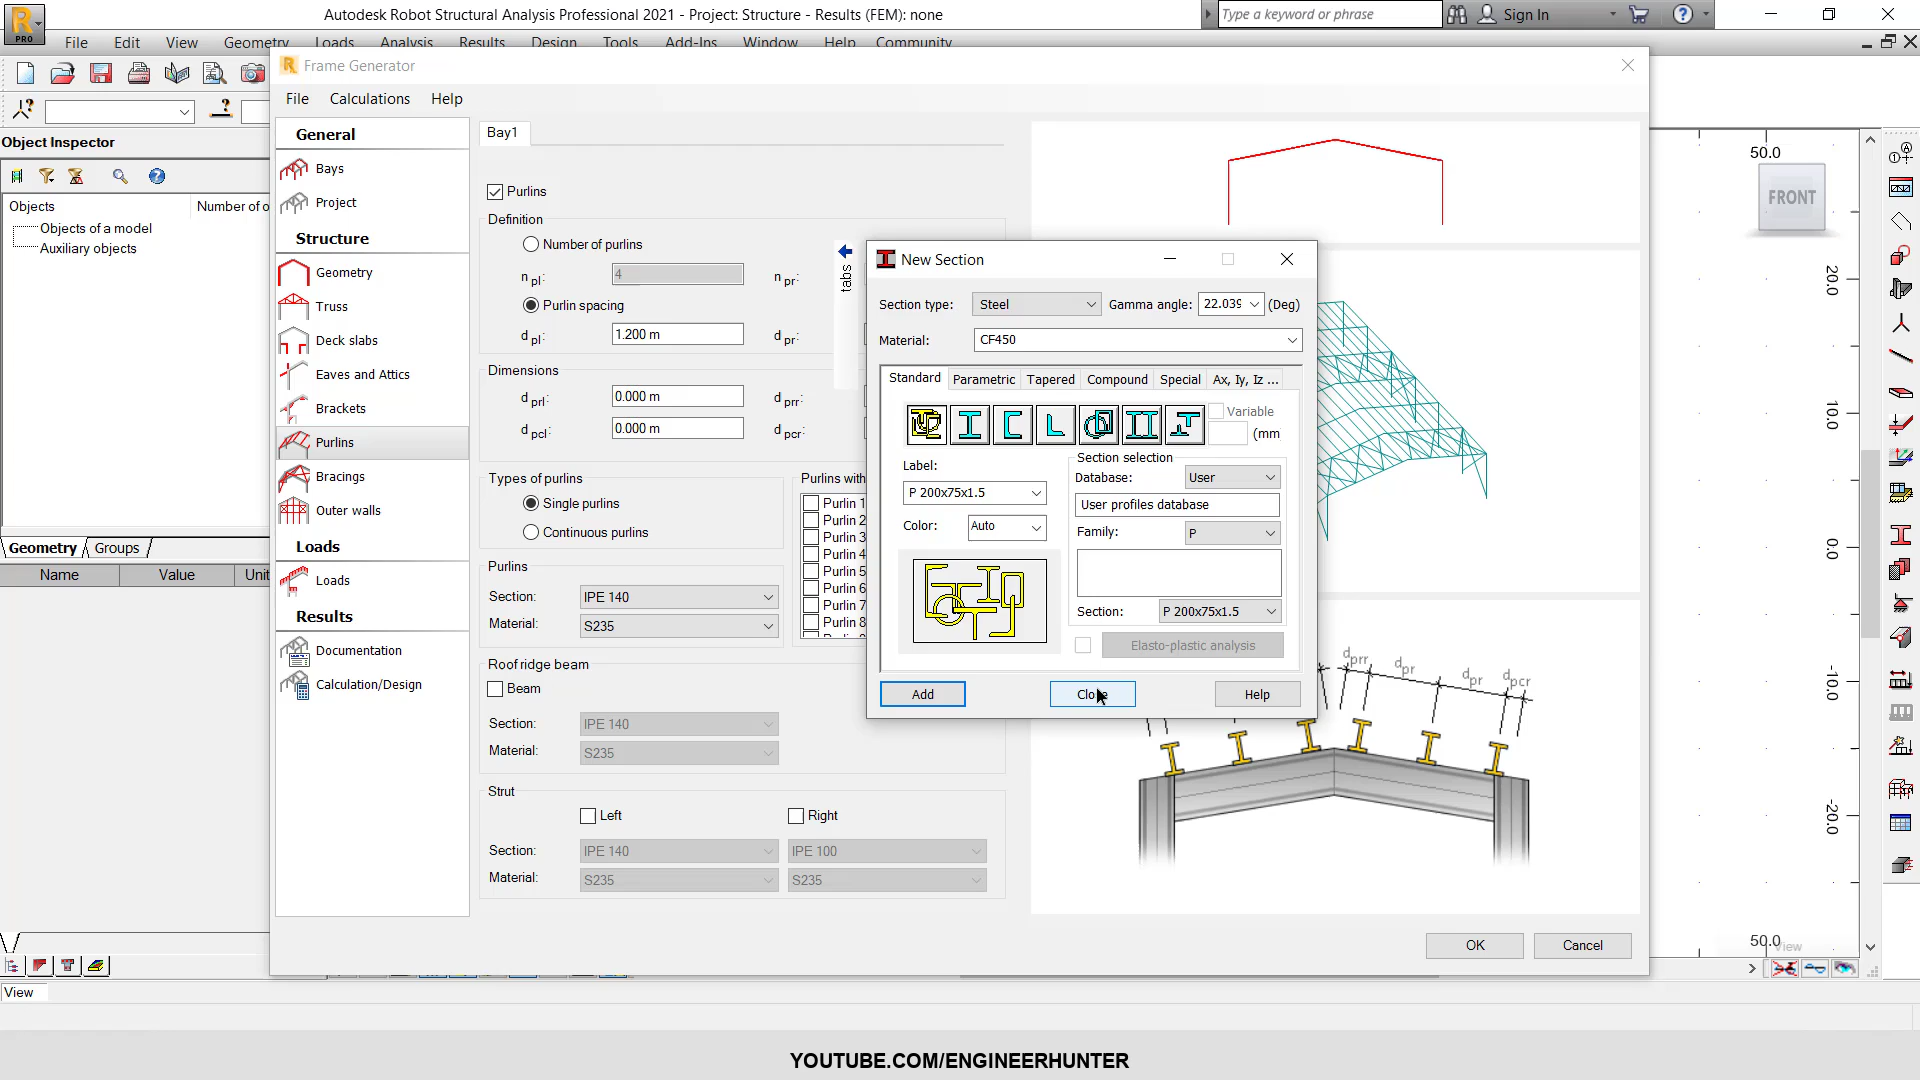 Autodesk Robot Structural Analysis Professional 2021 - Project: Structure - Results (FEM): none
Type a keyword or phrase
Sign In
PRO
File Edit View Geometry Loads Analysis Results Design Tools Add-Ins Window Help Community
Frame Generator
File Calculations Help
Object Inspector
Objects Number of o
Objects of a model
Auxiliary objects
Geometry Groups
Name Value Unit
View
General
Bays
Project
Structure
Geometry
Truss
Deck slabs
Eaves and Attics
Brackets
Purlins
Bracings
Outer walls
Loads
Loads
Results
Documentation
Calculation/Design
Bay1
Purlins
Definition
Number of purlins
n pl: 4 n pr:
Purlin spacing
d pl: 1.200 m d pr:
Dimensions
d prl: 0.000 m d prr:
d pcl: 0.000 m d pcr:
Types of purlins
Single purlins
Continuous purlins
Purlins with
Purlin 1
Purlin 2
Purlin 3
Purlin 4
Purlin 5
Purlin 6
Purlin 7
Purlin 8
Purlins
Section: IPE 140
Material: S235
Roof ridge beam
Beam
Section: IPE 140
Material: S235
Strut
Left Right
Section: IPE 140 IPE 100
Material: S235 S235
tabs
New Section
Section type: Steel Gamma angle: 22.039 (Deg)
Material: CF450
Standard Parametric Tapered Compound Special Ax, Iy, Iz ...
Variable
(mm
Label:
P 200x75x1.5
Color: Auto
Section selection
Database: User
User profiles database
Family: P
Section: P 200x75x1.5
Elasto-plastic analysis
Add Close Help
dprr dpr dpr dpcr
OK Cancel
50.0
FRONT
20.0
10.0
0.0
-10.0
-20.0
50.0
View
YOUTUBE.COM/ENGINEERHUNTER